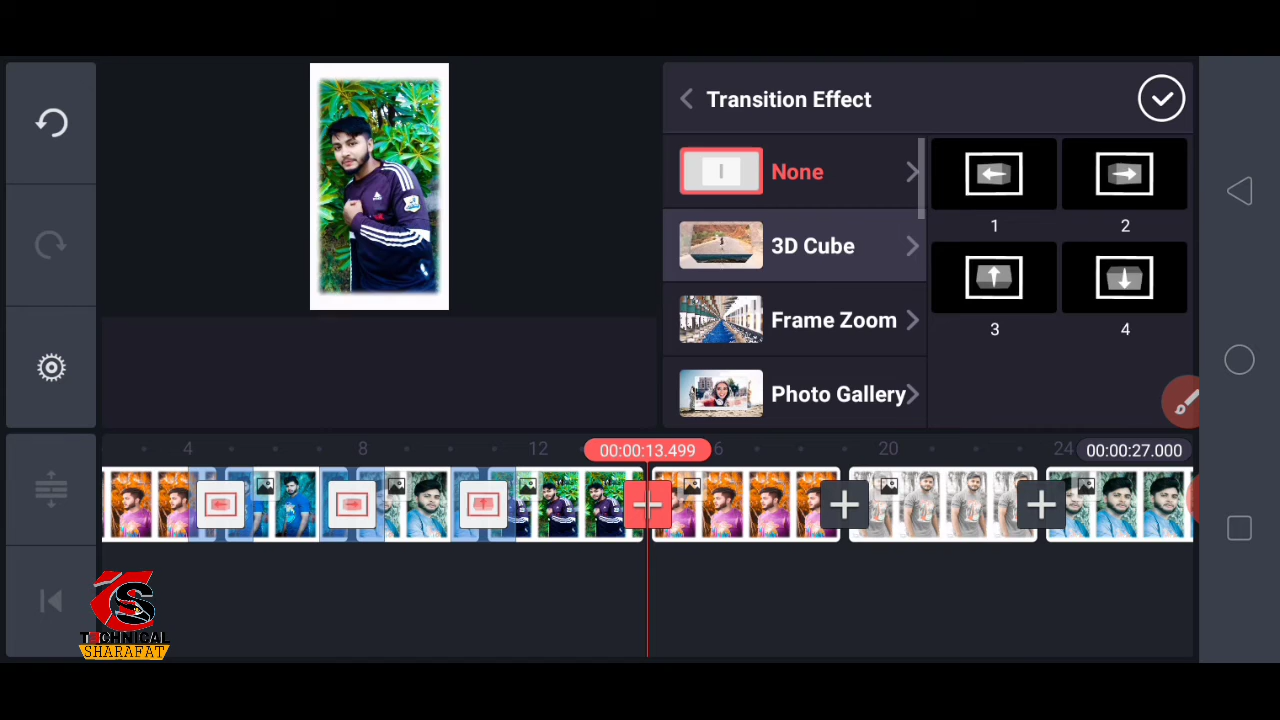 Transition Effect
None
3D Cube
Frame Zoom
Photo Gallery
1
2
3
4
4
8
12
00:00:13.499
6
20
24
00:00:27.000
TECHNICAL
SHARAFAT